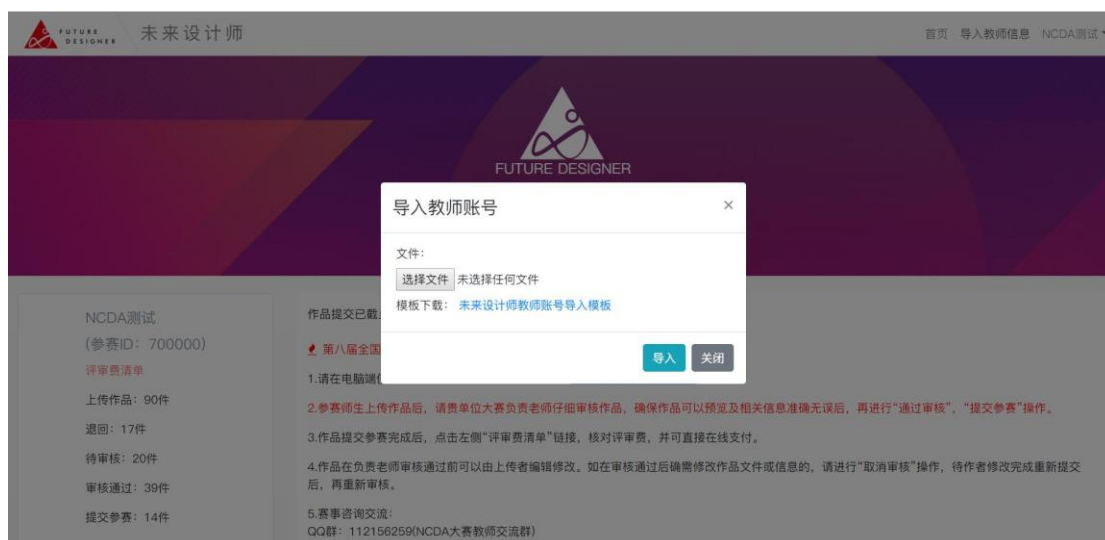 FUTURE
DESIGNER
未来设计师
首页 导入教师信息 NCDA测试
FUTURE DESIGNER
导入教师账号
×
文件：
选择文件 未选择任何文件
模板下载： 未来设计师教师账号导入模板
导入 关闭
NCDA测试
(参赛ID：700000)
评审费清单
上传作品：90件
退回：17件
待审核：20件
审核通过：39件
提交参赛：14件
作品提交已截
第八届全国
1.请在电脑端
2.参赛师生上传作品后，请贵单位大赛负责老师仔细审核作品，确保作品可以预览及相关信息准确无误后，再进行“通过审核”，“提交参赛”操作。
3.作品提交参赛完成后，点击左侧“评审费清单”链接，核对评审费，并可直接在线支付。
4.作品在负责老师审核通过前可以由上传者编辑修改。如在审核通过后确需修改作品文件或信息的，请进行“取消审核”操作，待作者修改完成重新提交
后，再重新审核。
5.赛事咨询交流：
QQ群：112156259(NCDA大赛教师交流群)